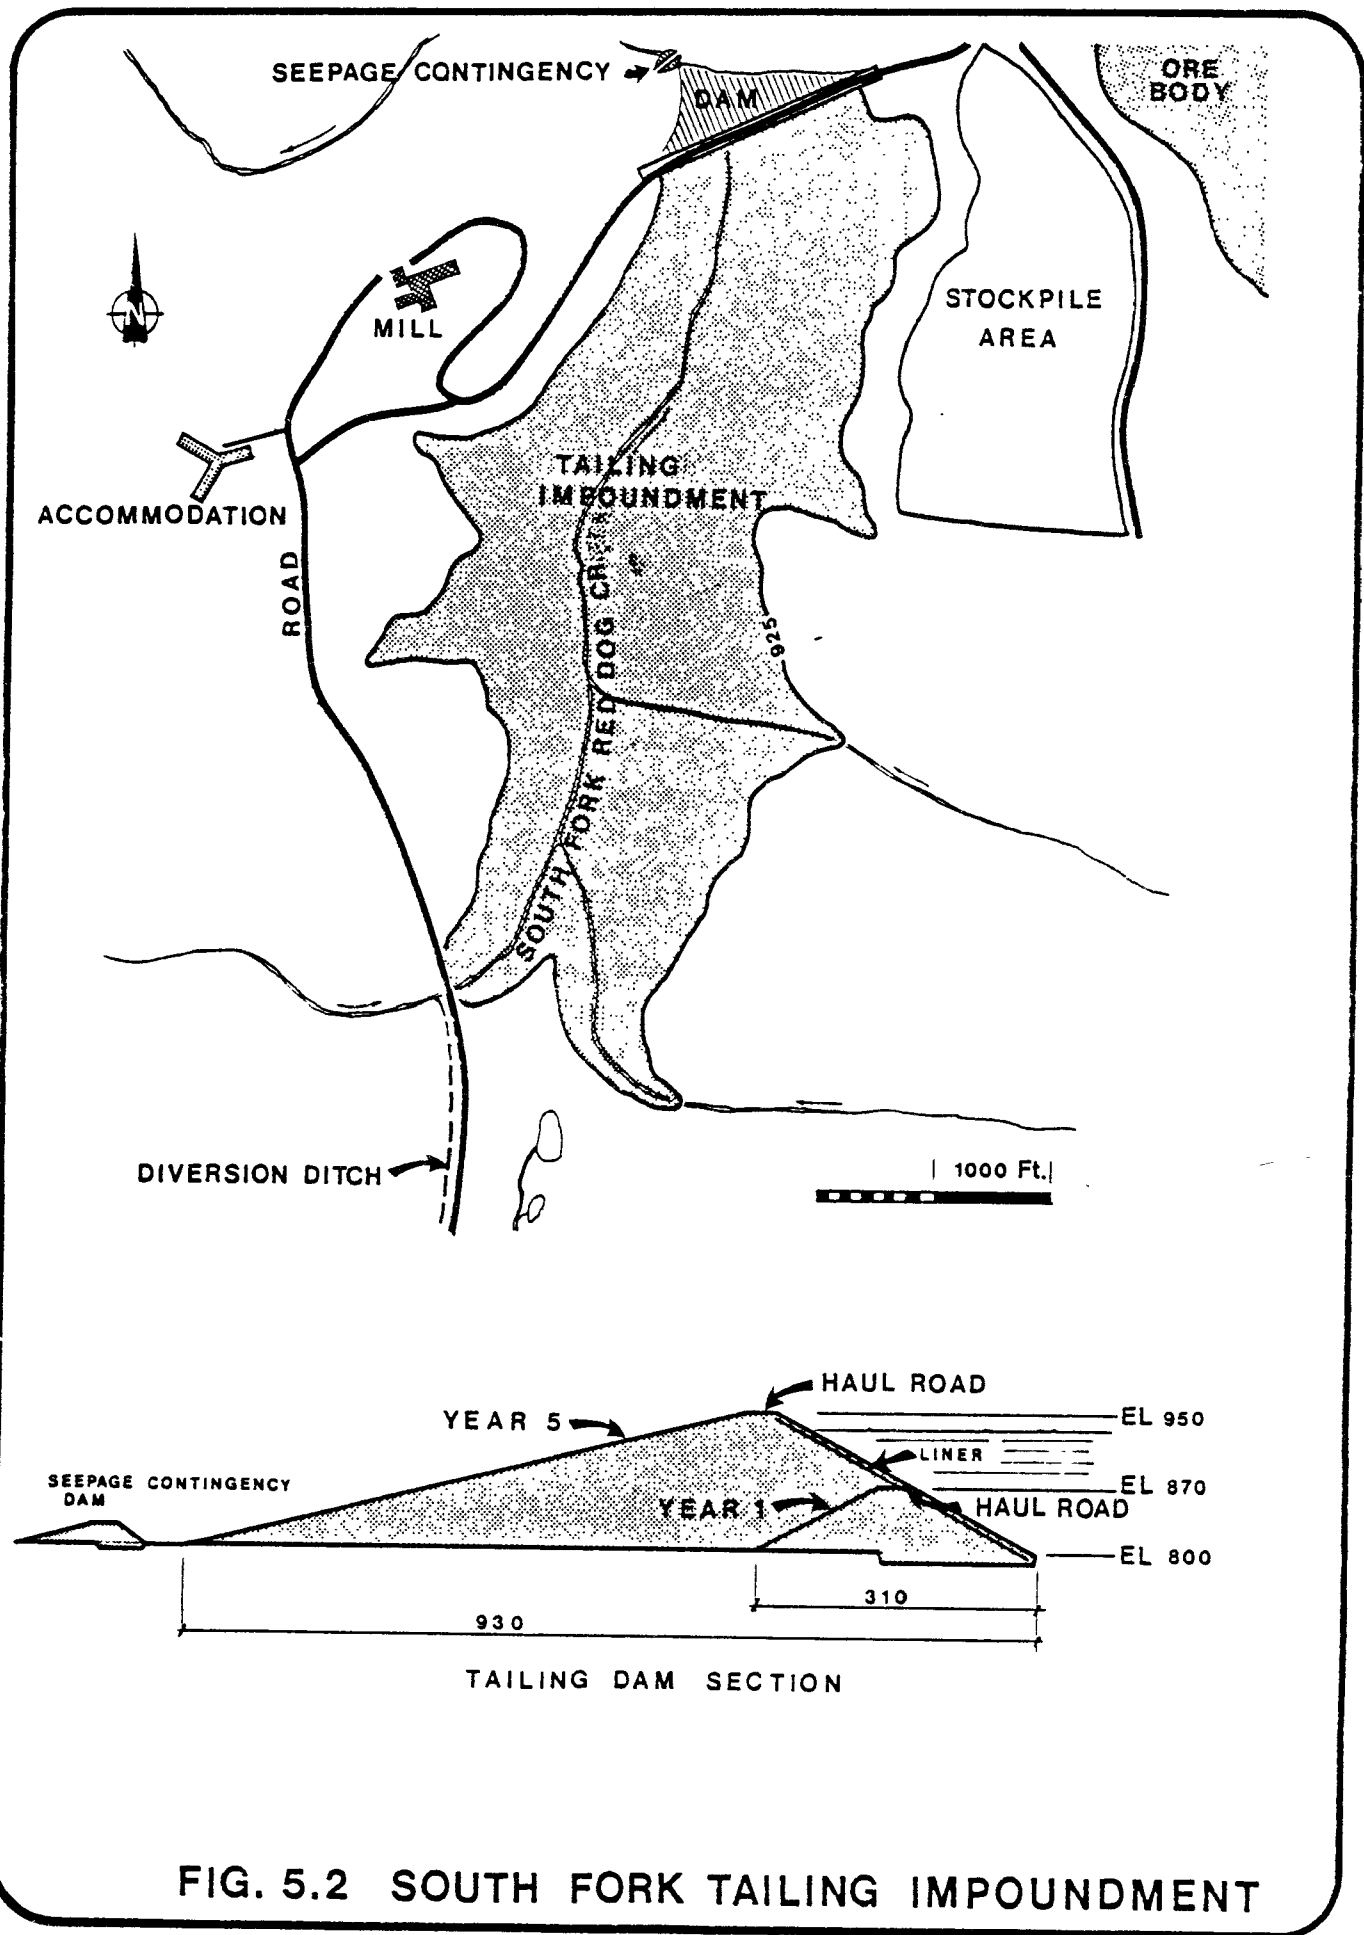 SEEPAGE CONTINGENCY
DAM
ORE
BODY
N
MILL
STOCKPILE
AREA
TAILING
IMPOUNDMENT
ACCOMMODATION
ROAD
925
SOUTH FORK RED DOG
DIVERSION DITCH
1000 Ft.
HAUL ROAD
YEAR 5
EL 950
LINER
SEEPAGE CONTINGENCY
DAM
EL 870
YEAR 1
HAUL ROAD
EL 800
310
930
TAILING DAM SECTION
FIG. 5.2 SOUTH FORK TAILING IMPOUNDMENT